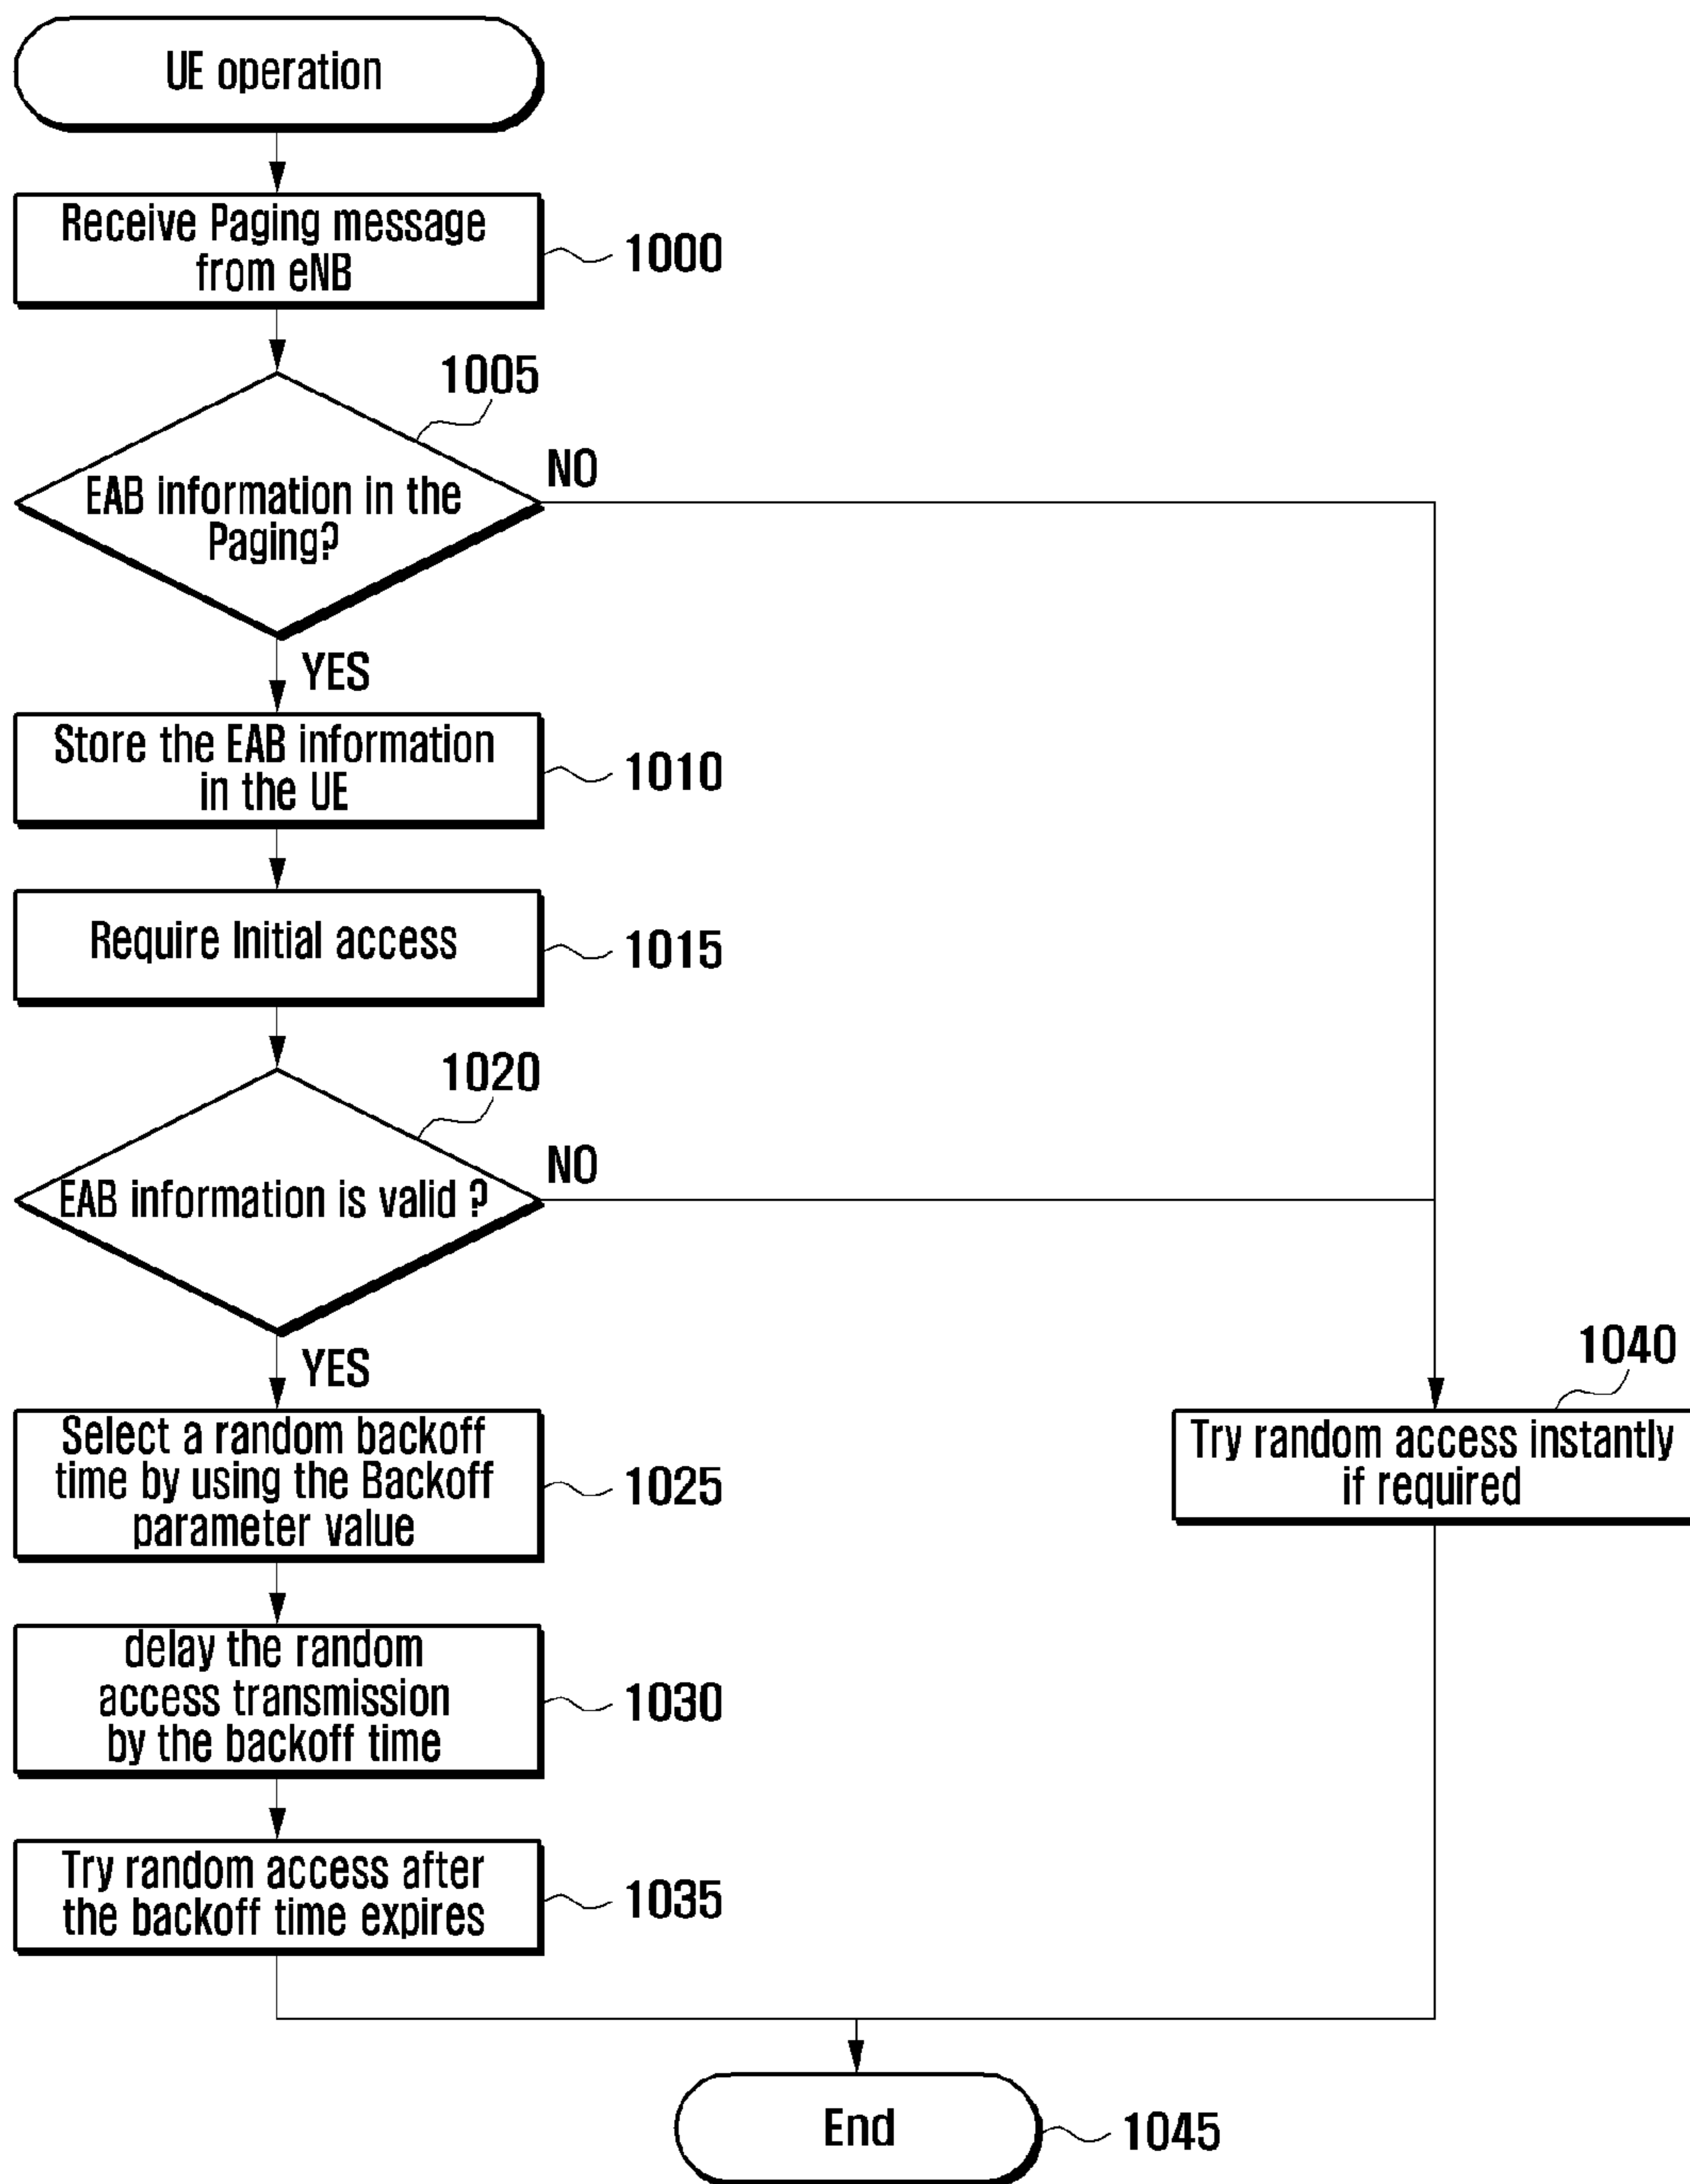 UE operation
Receive Paging message
from eNB
1000
1005
EAB information in the
Paging?
NO
YES
Store the EAB information
in the UE
1010
Require Initial access
1015
1020
EAB information is valid ?
NO
YES
Select a random backoff
time by using the Backoff
parameter value
1025
1040
Try random access instantly
if required
delay the random
access transmission
by the backoff time
1030
Try random access after
the backoff time expires
1035
End
1045